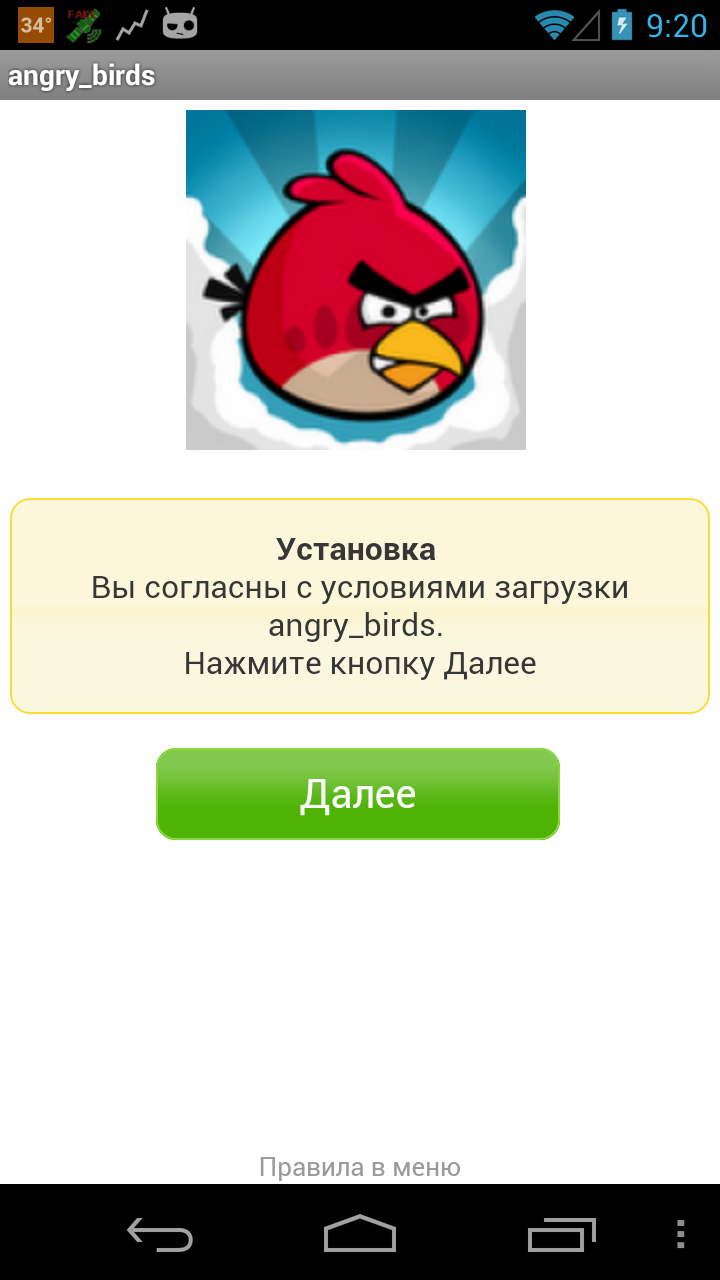 34°
FAKE
9:20
angry_birds
Установка
Вы согласны с условиями загрузки
angry_birds.
Нажмите кнопку Далее
Далее
Правила в меню